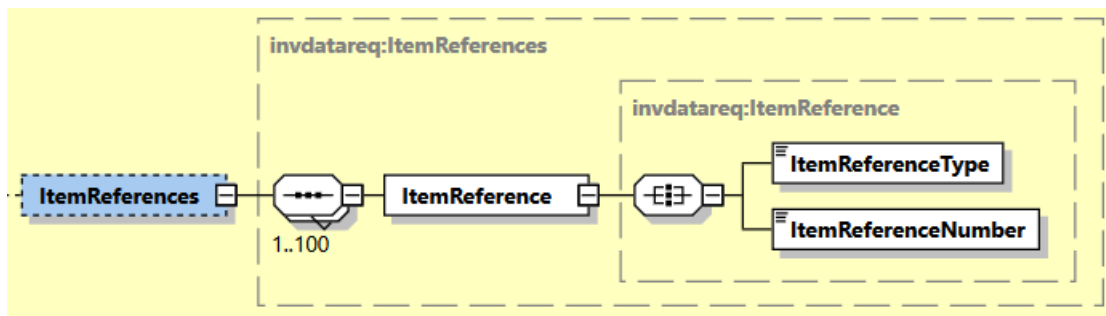 invdatareq:ItemReferences
invdatareq:ItemReference
ItemReferences
1..100
ItemReference
ItemReferenceType
ItemReferenceNumber